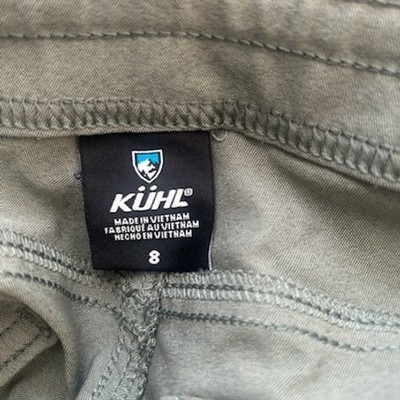 KÜHL®
MADE IN VIETNAM
FABRIQUÉ AU VIETNAM
HECHO EN VIETNAM
8